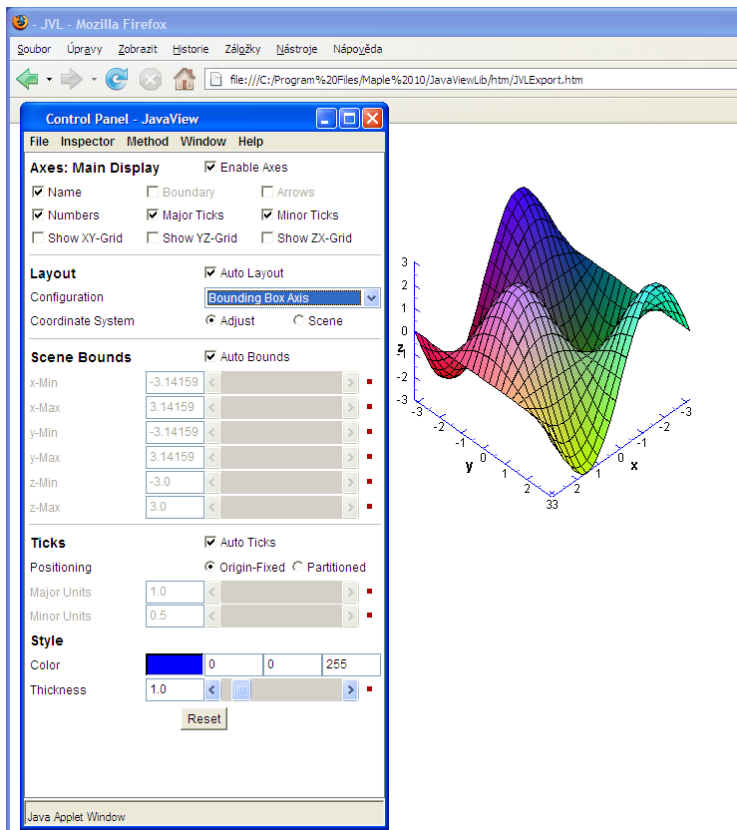 - JVL - Mozilla Firefox
Soubor Úpravy Zobrazit Historie Záložky Nástroje Nápověda
file:///C:/Program%20Files/Maple%2010/JavaViewLib/htm/JVLExport.htm
Control Panel - JavaView
File Inspector Method Window Help
Axes: Main Display Enable Axes
Name Boundary Arrows
Numbers Major Ticks Minor Ticks
Show XY-Grid Show YZ-Grid Show ZX-Grid
Layout Auto Layout
Configuration Bounding Box Axis
Coordinate System Adjust Scene
Scene Bounds Auto Bounds
x-Min -3.14159
x-Max 3.14159
y-Min -3.14159
y-Max 3.14159
z-Min -3.0
z-Max 3.0
Ticks Auto Ticks
Positioning Origin-Fixed Partitioned
Major Units 1.0
Minor Units 0.5
Style
Color 0 0 255
Thickness 1.0
Reset
Java Applet Window
3
2
1
0
z -1
-2
-3
-3 -2 -1 0 1 2 33 2 1 0 -2 -3
y x